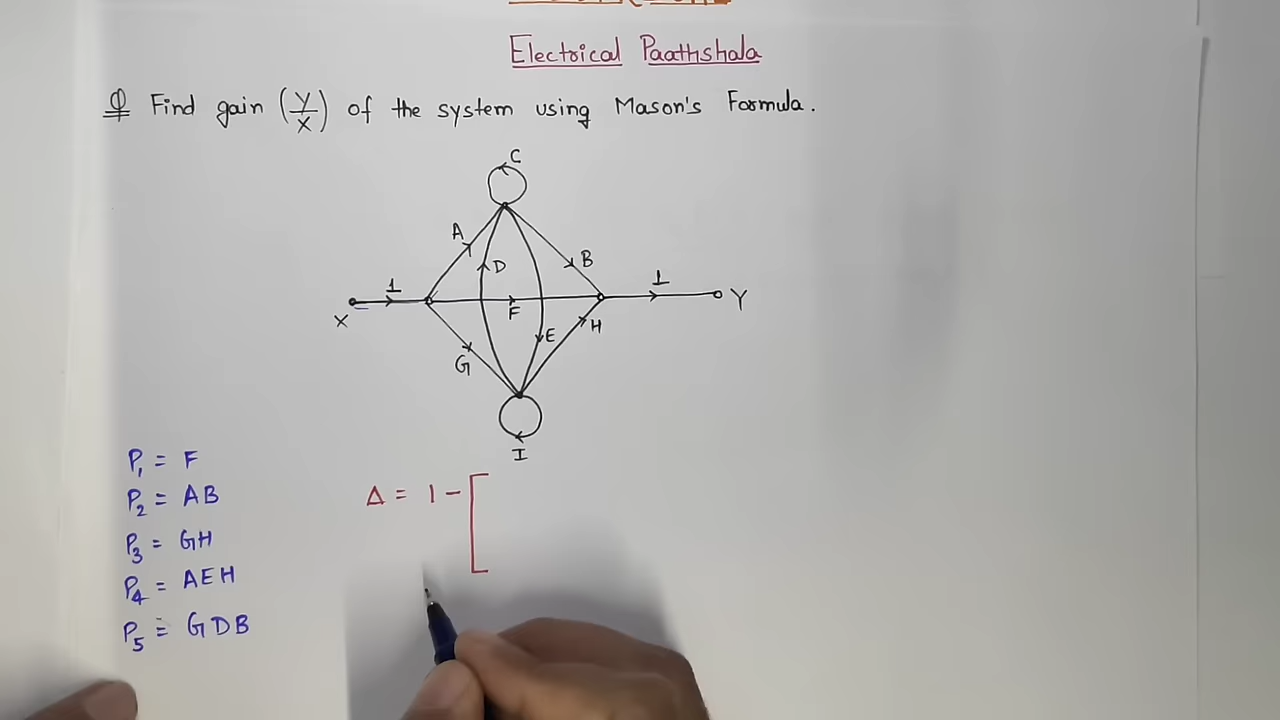 Electrical Paathshala
Q Find gain (Y/X) of the system using Mason's Formula.
C
A
D
B
1
1
X
F
Y
E
H
G
I
P1 = F
P2 = AB
P3 = GH
P4 = AEH
P5 = GDB
Δ = 1 - [